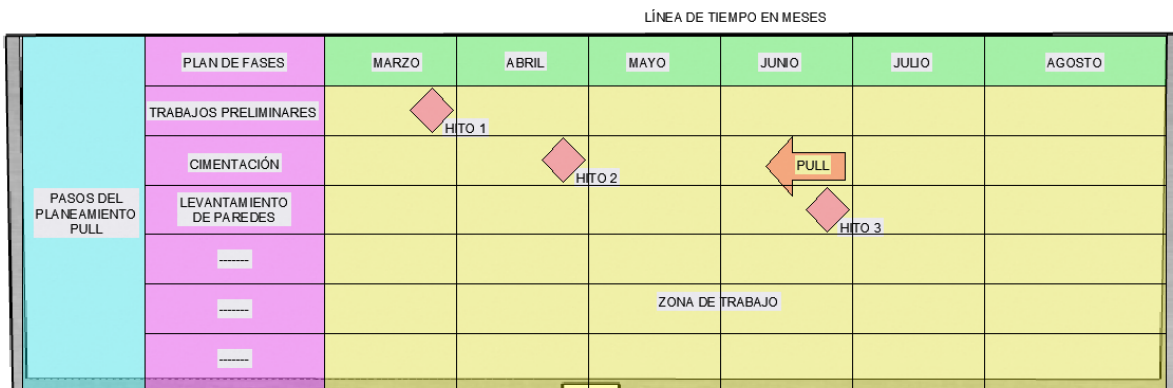 LÍNEA DE TIEMPO EN MESES
PLAN DE FASES
MARZO
ABRIL
MAYO
JUNIO
JULIO
AGOSTO
TRABAJOS PRELIMINARES
HITO 1
CIMENTACIÓN
HITO 2
PULL
PASOS DEL
PLANEAMIENTO
PULL
LEVANTAMIENTO
DE PAREDES
HITO 3
-------
-------
ZONA DE TRABAJO
-------